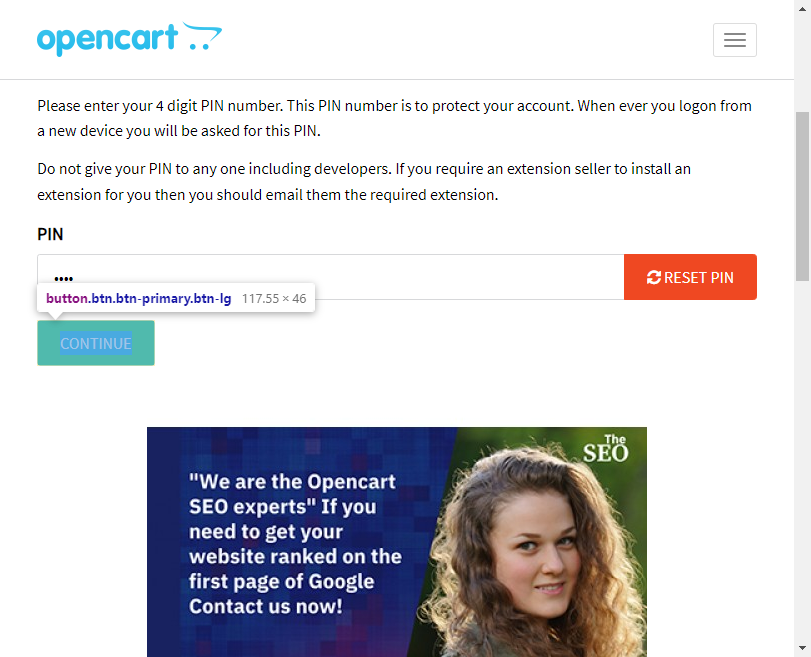 opencart
Please enter your 4 digit PIN number. This PIN number is to protect your account. When ever you logon from
a new device you will be asked for this PIN.
Do not give your PIN to any one including developers. If you require an extension seller to install an
extension for you then you should email them the required extension.
PIN
••••
RESET PIN
button.btn.btn-primary.btn-lg 117.55 × 46
CONTINUE
The
SEO
"We are the Opencart
SEO experts" If you
need to get your
website ranked on the
first page of Google
Contact us now!